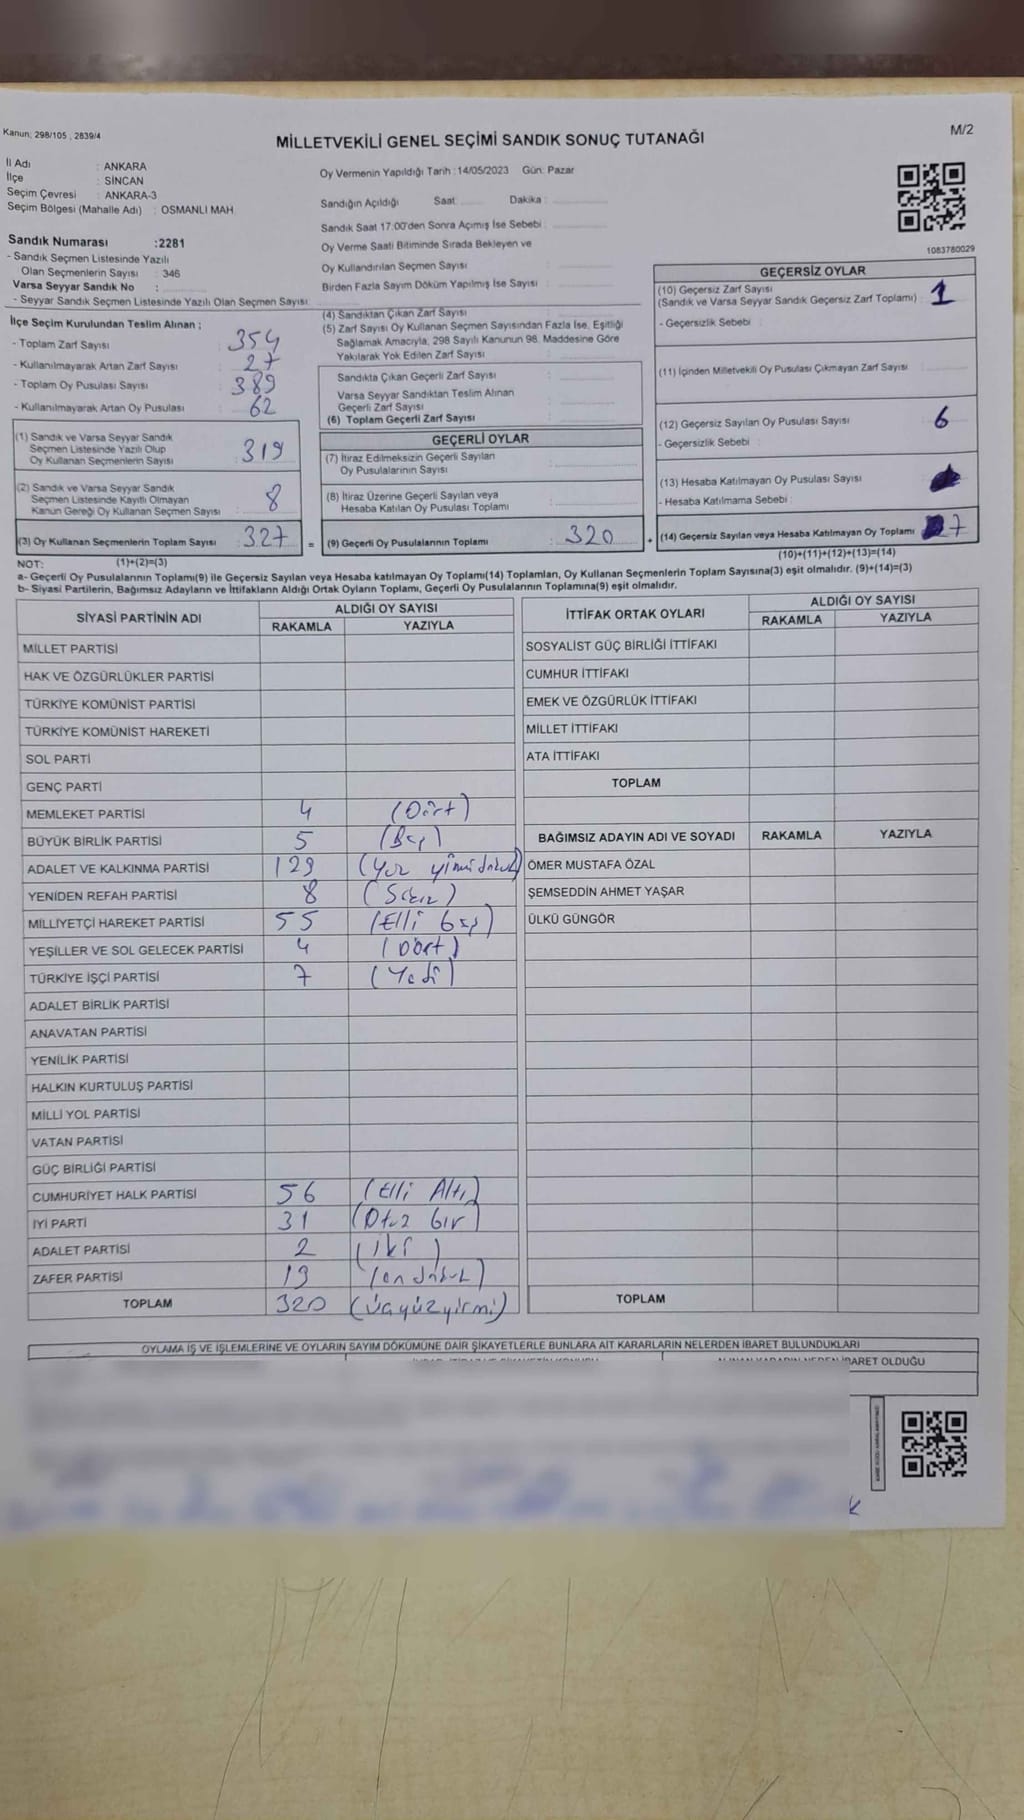 Kanun; 298/105 , 2839/4
MİLLETVEKİLİ GENEL SEÇİMİ SANDIK SONUÇ TUTANAĞI
M/2
İl Adı : ANKARA
İlçe : SİNCAN
Seçim Çevresi : ANKARA-3
Seçim Bölgesi (Mahalle Adı) : OSMANLI MAH
Sandık Numarası :2281
- Sandık Seçmen Listesinde Yazılı
Olan Seçmenlerin Sayısı : 346
Varsa Seyyar Sandık No :
- Seyyar Sandık Seçmen Listesinde Yazılı Olan Seçmen Sayısı:
Oy Vermenin Yapıldığı Tarih :14/05/2023 Gün: Pazar
Sandığın Açıldığı Saat: Dakika :
Sandık Saat 17.00'den Sonra Açımış İse Sebebi :
Oy Verme Saati Bitiminde Sırada Bekleyen ve
Oy Kullandırılan Seçmen Sayısı :
Birden Fazla Sayım Döküm Yapılmış İse Sayısı :
1083780029
İlçe Seçim Kurulundan Teslim Alınan ;
- Toplam Zarf Sayısı : 354
- Kullanılmayarak Artan Zarf Sayısı : 27
- Toplam Oy Pusulası Sayısı : 389
- Kullanılmayarak Artan Oy Pusulası : 62
(1) Sandık ve Varsa Seyyar Sandık
Seçmen Listesinde Yazılı Olup
Oy Kullanan Seçmenlerin Sayısı : 319
(2) Sandık ve Varsa Seyyar Sandık
Seçmen Listesinde Kayıtlı Olmayan
Kanun Gereği Oy Kullanan Seçmen Sayısı : 8
(3) Oy Kullanan Seçmenlerin Toplam Sayısı : 327
(4) Sandıktan Çıkan Zarf Sayısı :
(5) Zarf Sayısı Oy Kullanan Seçmen Sayısından Fazla İse, Eşitliği
Sağlamak Amacıyla, 298 Sayılı Kanunun 98. Maddesine Göre
Yakılarak Yok Edilen Zarf Sayısı :
Sandıkta Çıkan Geçerli Zarf Sayısı :
Varsa Seyyar Sandıktan Teslim Alınan
Geçerli Zarf Sayısı :
(6) Toplam Geçerli Zarf Sayısı :
GEÇERLİ OYLAR
(7) İtiraz Edilmeksizin Geçerli Sayılan
Oy Pusulalarının Sayısı :
(8) İtiraz Üzerine Geçerli Sayılan veya
Hesaba Katılan Oy Pusulası Toplamı :
= (9) Geçerli Oy Pusulalarının Toplamı : 320
GEÇERSİZ OYLAR
(10) Geçersiz Zarf Sayısı
(Sandık ve Varsa Seyyar Sandık Geçersiz Zarf Toplamı) : 1
- Geçersizlik Sebebi :
(11) İçinden Milletvekili Oy Pusulası Çıkmayan Zarf Sayısı :
(12) Geçersiz Sayılan Oy Pusulası Sayısı : 6
- Geçersizlik Sebebi :
(13) Hesaba Katılmayan Oy Pusulası Sayısı :
- Hesaba Katılmama Sebebi :
+ (14) Geçersiz Sayılan veya Hesaba Katılmayan Oy Toplamı : 7
NOT: (1)+(2)=(3)
(10)+(11)+(12)+(13)=(14)
a- Geçerli Oy Pusulalarının Toplamı(9) ile Geçersiz Sayılan veya Hesaba katılmayan Oy Toplamı(14) Toplamları, Oy Kullanan Seçmenlerin Toplam Sayısına(3) eşit olmalıdır. (9)+(14)=(3)
b- Siyasi Partilerin, Bağımsız Adayların ve İttifakların Aldığı Ortak Oyların Toplamı, Geçerli Oy Pusulalarının Toplamına(9) eşit olmalıdır.
SİYASİ PARTİNİN ADI ALDIĞI OY SAYISI
RAKAMLA YAZIYLA
MİLLET PARTİSİ
HAK VE ÖZGÜRLÜKLER PARTİSİ
TÜRKİYE KOMÜNİST PARTİSİ
TÜRKİYE KOMÜNİST HAREKETİ
SOL PARTİ
GENÇ PARTİ
MEMLEKET PARTİSİ 4 (Dört)
BÜYÜK BİRLİK PARTİSİ 5 (Beş)
ADALET VE KALKINMA PARTİSİ 129 (Yüz yirmidokuz)
YENİDEN REFAH PARTİSİ 8 (Sekiz)
MİLLİYETÇİ HAREKET PARTİSİ 55 (Elli beş)
YEŞİLLER VE SOL GELECEK PARTİSİ 4 (Dört)
TÜRKİYE İŞÇİ PARTİSİ 7 (Yedi)
ADALET BİRLİK PARTİSİ
ANAVATAN PARTİSİ
YENİLİK PARTİSİ
HALKIN KURTULUŞ PARTİSİ
MİLLİ YOL PARTİSİ
VATAN PARTİSİ
GÜÇ BİRLİĞİ PARTİSİ
CUMHURİYET HALK PARTİSİ 56 (Elli Altı)
İYİ PARTİ 31 (Otuz bir)
ADALET PARTİSİ 2 (iki)
ZAFER PARTİSİ 19 (on dokuz)
TOPLAM 320 (üçyüzyirmi)
İTTİFAK ORTAK OYLARI ALDIĞI OY SAYISI
RAKAMLA YAZIYLA
SOSYALİST GÜÇ BİRLİĞİ İTTİFAKI
CUMHUR İTTİFAKI
EMEK VE ÖZGÜRLÜK İTTİFAKI
MİLLET İTTİFAKI
ATA İTTİFAKI
TOPLAM
BAĞIMSIZ ADAYIN ADI VE SOYADI RAKAMLA YAZIYLA
ÖMER MUSTAFA ÖZAL
ŞEMSEDDİN AHMET YAŞAR
ÜLKÜ GÜNGÖR
TOPLAM
OYLAMA İŞ VE İŞLEMLERİNE VE OYLARIN SAYIM DÖKÜMÜNE DAİR ŞİKAYETLERLE BUNLARA AİT KARARLARIN NELERDEN İBARET BULUNDUKLARI
İBARET OLDUĞU